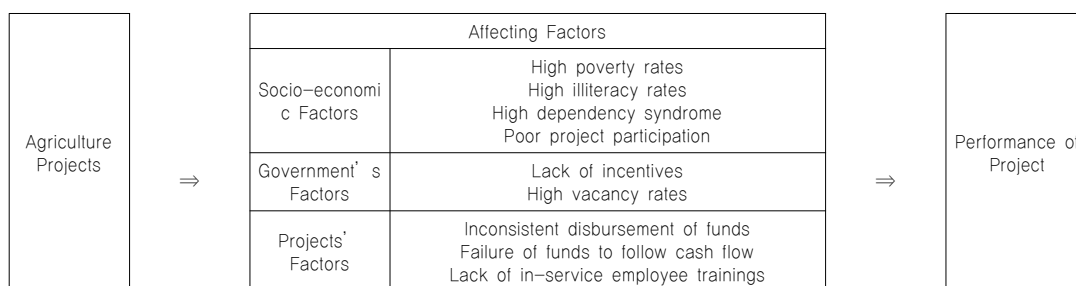 Agriculture
Projects
⇒
Affecting Factors
Socio-economi
c Factors
High poverty rates
High illiteracy rates
High dependency syndrome
Poor project participation
Government's
Factors
Lack of incentives
High vacancy rates
Projects'
Factors
Inconsistent disbursement of funds
Failure of funds to follow cash flow
Lack of in-service employee trainings
⇒
Performance of
Project